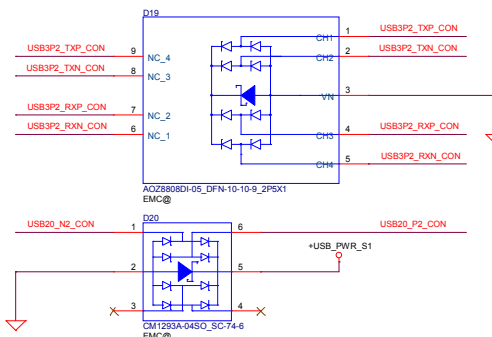 D19
USB3P2_TXP_CON 9 NC_4 CH1 1 USB3P2_TXP_CON
USB3P2_TXN_CON 8 NC_3 CH2 2 USB3P2_TXN_CON
VN 3
USB3P2_RXP_CON 7 NC_2 CH3 4 USB3P2_RXP_CON
USB3P2_RXN_CON 6 NC_1 CH4 5 USB3P2_RXN_CON
AOZ8808DI-05_DFN-10-10-9_2P5X1
EMC@
D20
USB20_N2_CON 1 6 USB20_P2_CON
+USB_PWR_S1
2 5
3 4
CM1293A-04SO_SC-74-6
EMC@